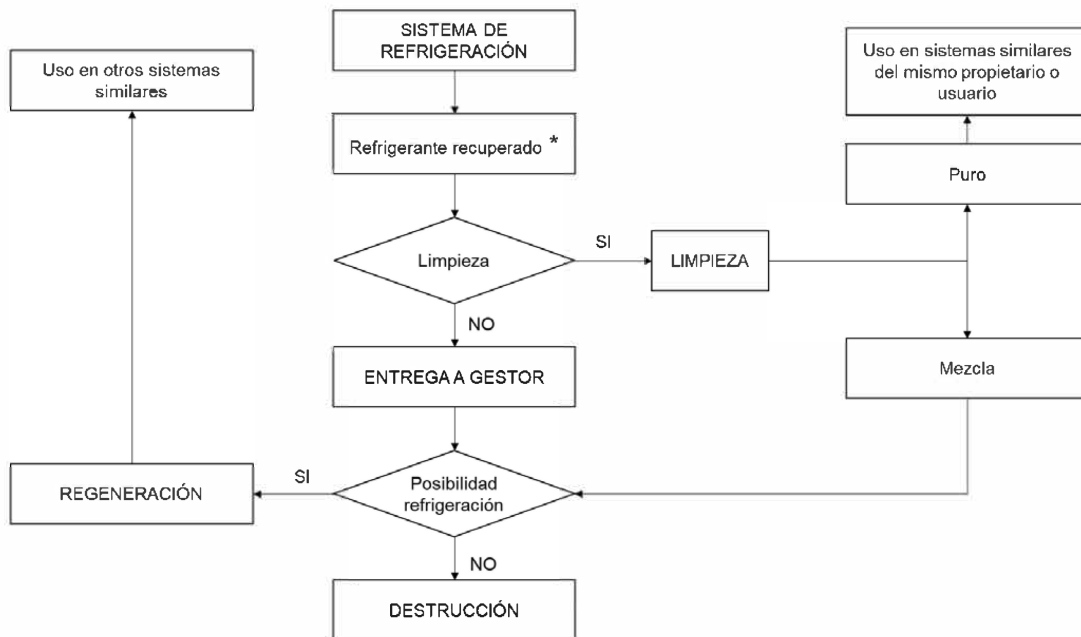 SISTEMA DE
REFRIGERACIÓN
Uso en otros sistemas
similares
Uso en sistemas similares
del mismo propietario o
usuario
Refrigerante recuperado *
Puro
Limpieza
SI
LIMPIEZA
NO
ENTREGA A GESTOR
Mezcla
REGENERACIÓN
SI
Posibilidad
refrigeración
NO
DESTRUCCIÓN